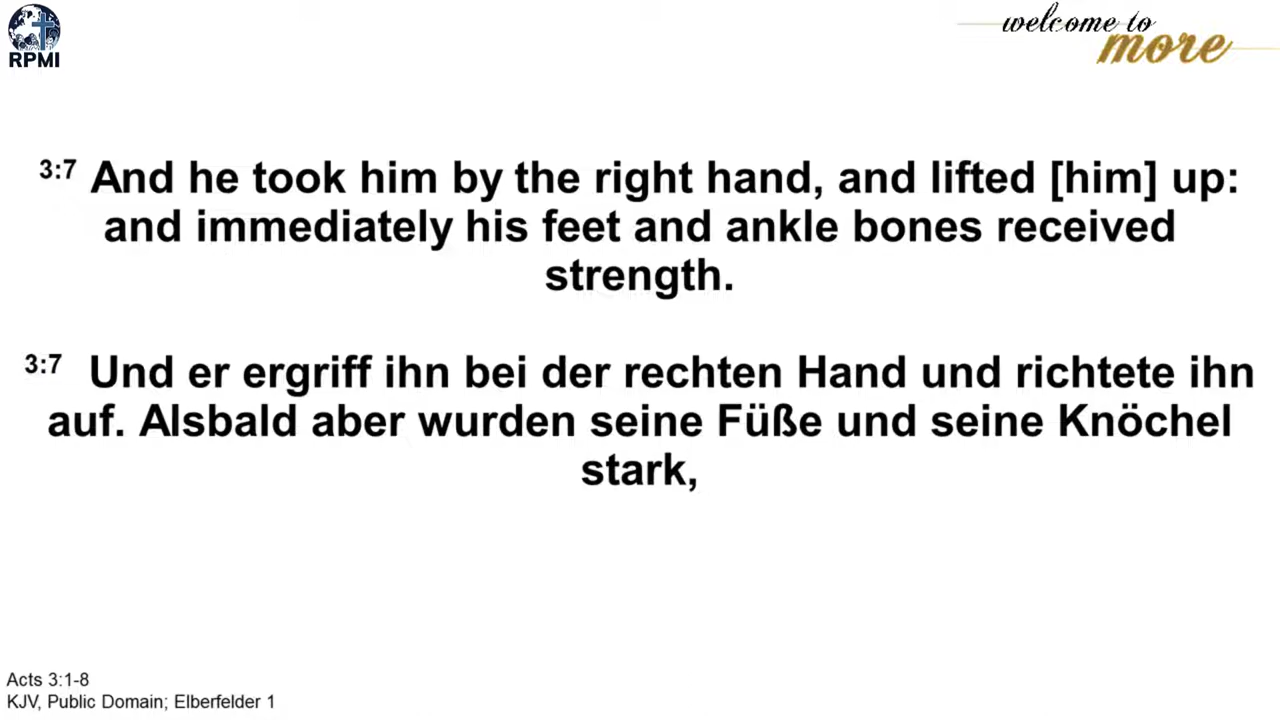 RPMI
welcome to
more
3:7 And he took him by the right hand, and lifted [him] up:
and immediately his feet and ankle bones received
strength.
3:7 Und er ergriff ihn bei der rechten Hand und richtete ihn
auf. Alsbald aber wurden seine Füße und seine Knöchel
stark,
Acts 3:1-8
KJV, Public Domain; Elberfelder 1